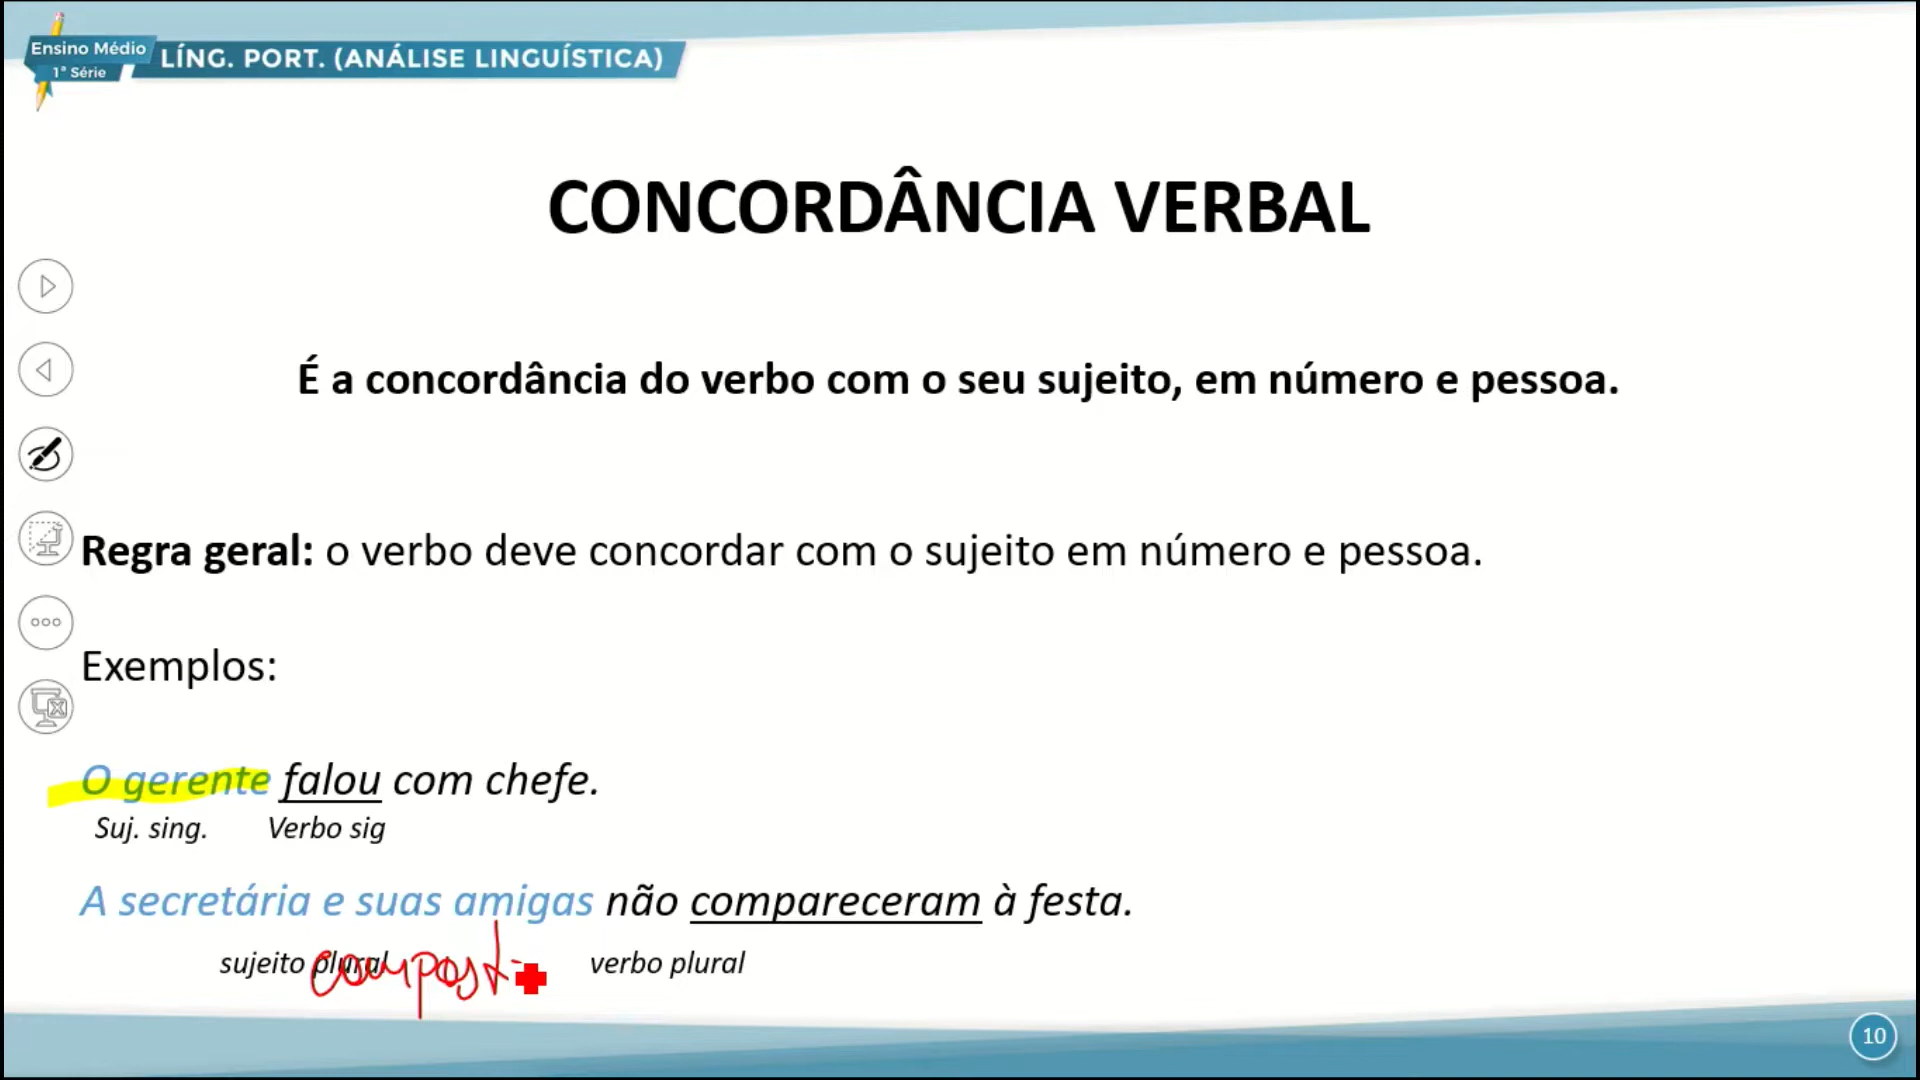 Ensino Médio
1ª Série
LÍNG. PORT. (ANÁLISE LINGUÍSTICA)
CONCORDÂNCIA VERBAL
É a concordância do verbo com o seu sujeito, em número e pessoa.
Regra geral: o verbo deve concordar com o sujeito em número e pessoa.
Exemplos:
O gerente falou com chefe.
Suj. sing. Verbo sig
A secretária e suas amigas não compareceram à festa.
sujeito plural verbo plural
compost
10